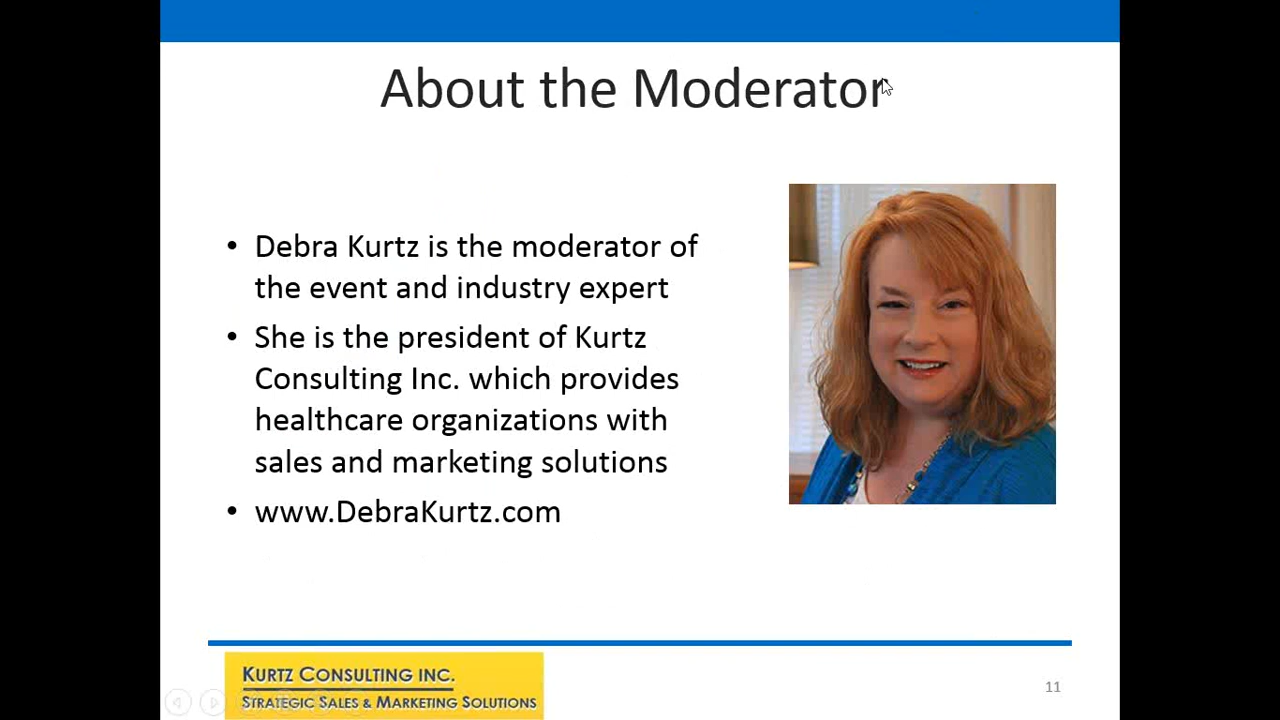 About the Moderator
• Debra Kurtz is the moderator of
the event and industry expert
• She is the president of Kurtz
Consulting Inc. which provides
healthcare organizations with
sales and marketing solutions
• www.DebraKurtz.com
KURTZ CONSULTING INC.
STRATEGIC SALES & MARKETING SOLUTIONS
11